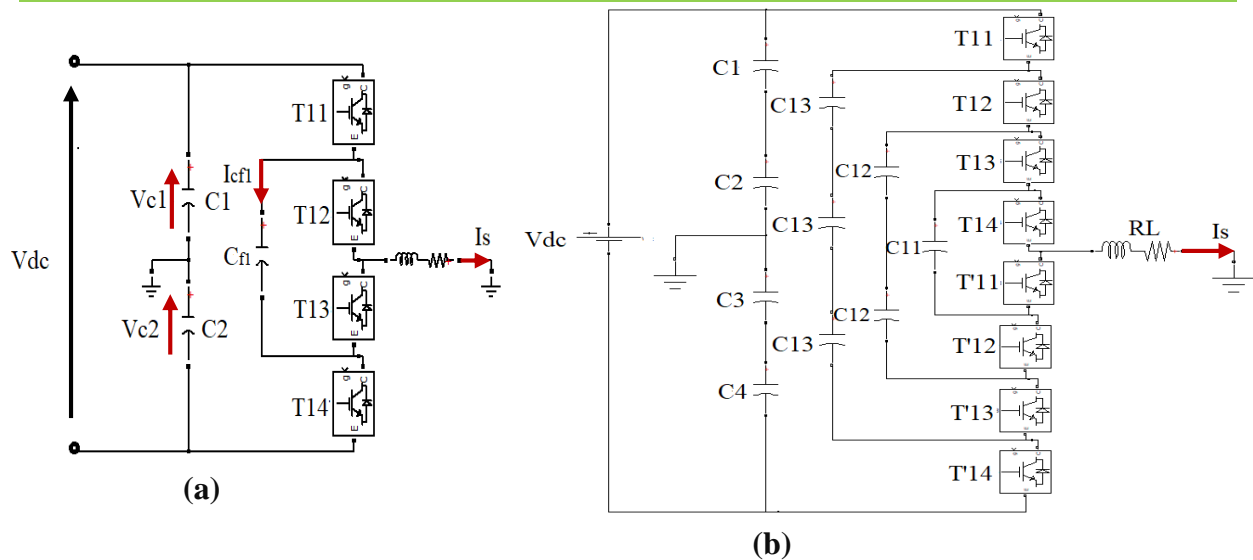 T11
Icf1
Vc1
C1
T12
Vdc
Cf1
Is
Vc2
C2
T13
T14
(a)
T11
C1
T12
C13
T13
C12
C2
T14
RL
Is
C13
Vdc
C11
T'11
C3
C12
C13
T'12
C4
T'13
T'14
(b)